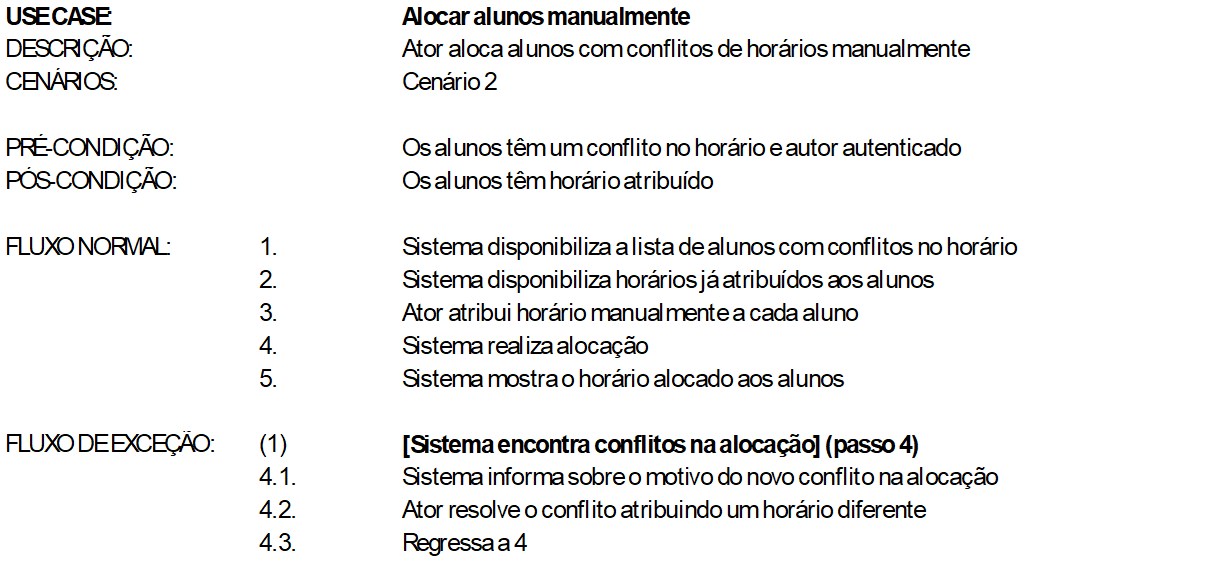 USE CASE: Alocar alunos manualmente
DESCRIÇÃO: Ator aloca alunos com conflitos de horários manualmente
CENÁRIOS: Cenário 2
PRÉ-CONDIÇÃO: Os alunos têm um conflito no horário e autor autenticado
PÓS-CONDIÇÃO: Os alunos têm horário atribuído
FLUXO NORMAL: 1. Sistema disponibiliza a lista de alunos com conflitos no horário
2. Sistema disponibiliza horários já atribuídos aos alunos
3. Ator atribui horário manualmente a cada aluno
4. Sistema realiza alocação
5. Sistema mostra o horário alocado aos alunos
FLUXO DE EXCEÇÃO: (1) [Sistema encontra conflitos na alocação] (passo 4)
4.1. Sistema informa sobre o motivo do novo conflito na alocação
4.2. Ator resolve o conflito atribuindo um horário diferente
4.3. Regressa a 4